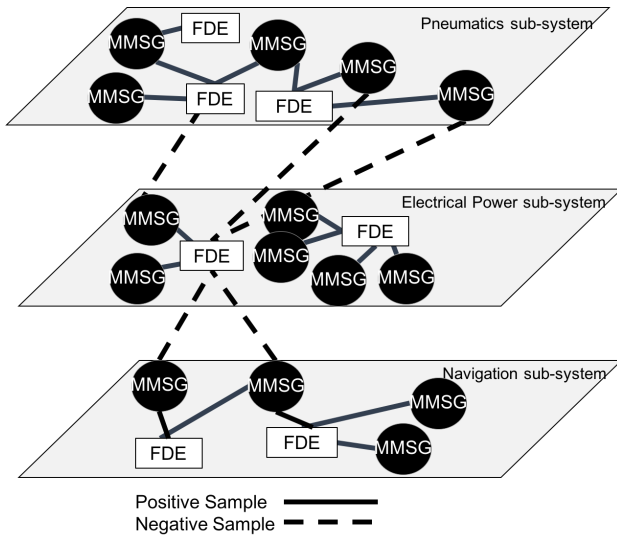 Pneumatics sub-system
FDE
MMSG
MMSG
MMSG
MMSG
FDE
FDE
MMSG
Electrical Power sub-system
MMSG
MMSG
FDE
FDE
MMSG
MMSG
MMSG
MMSG
Navigation sub-system
MMSG
MMSG
MMSG
FDE
FDE
MMSG
Positive Sample
Negative Sample